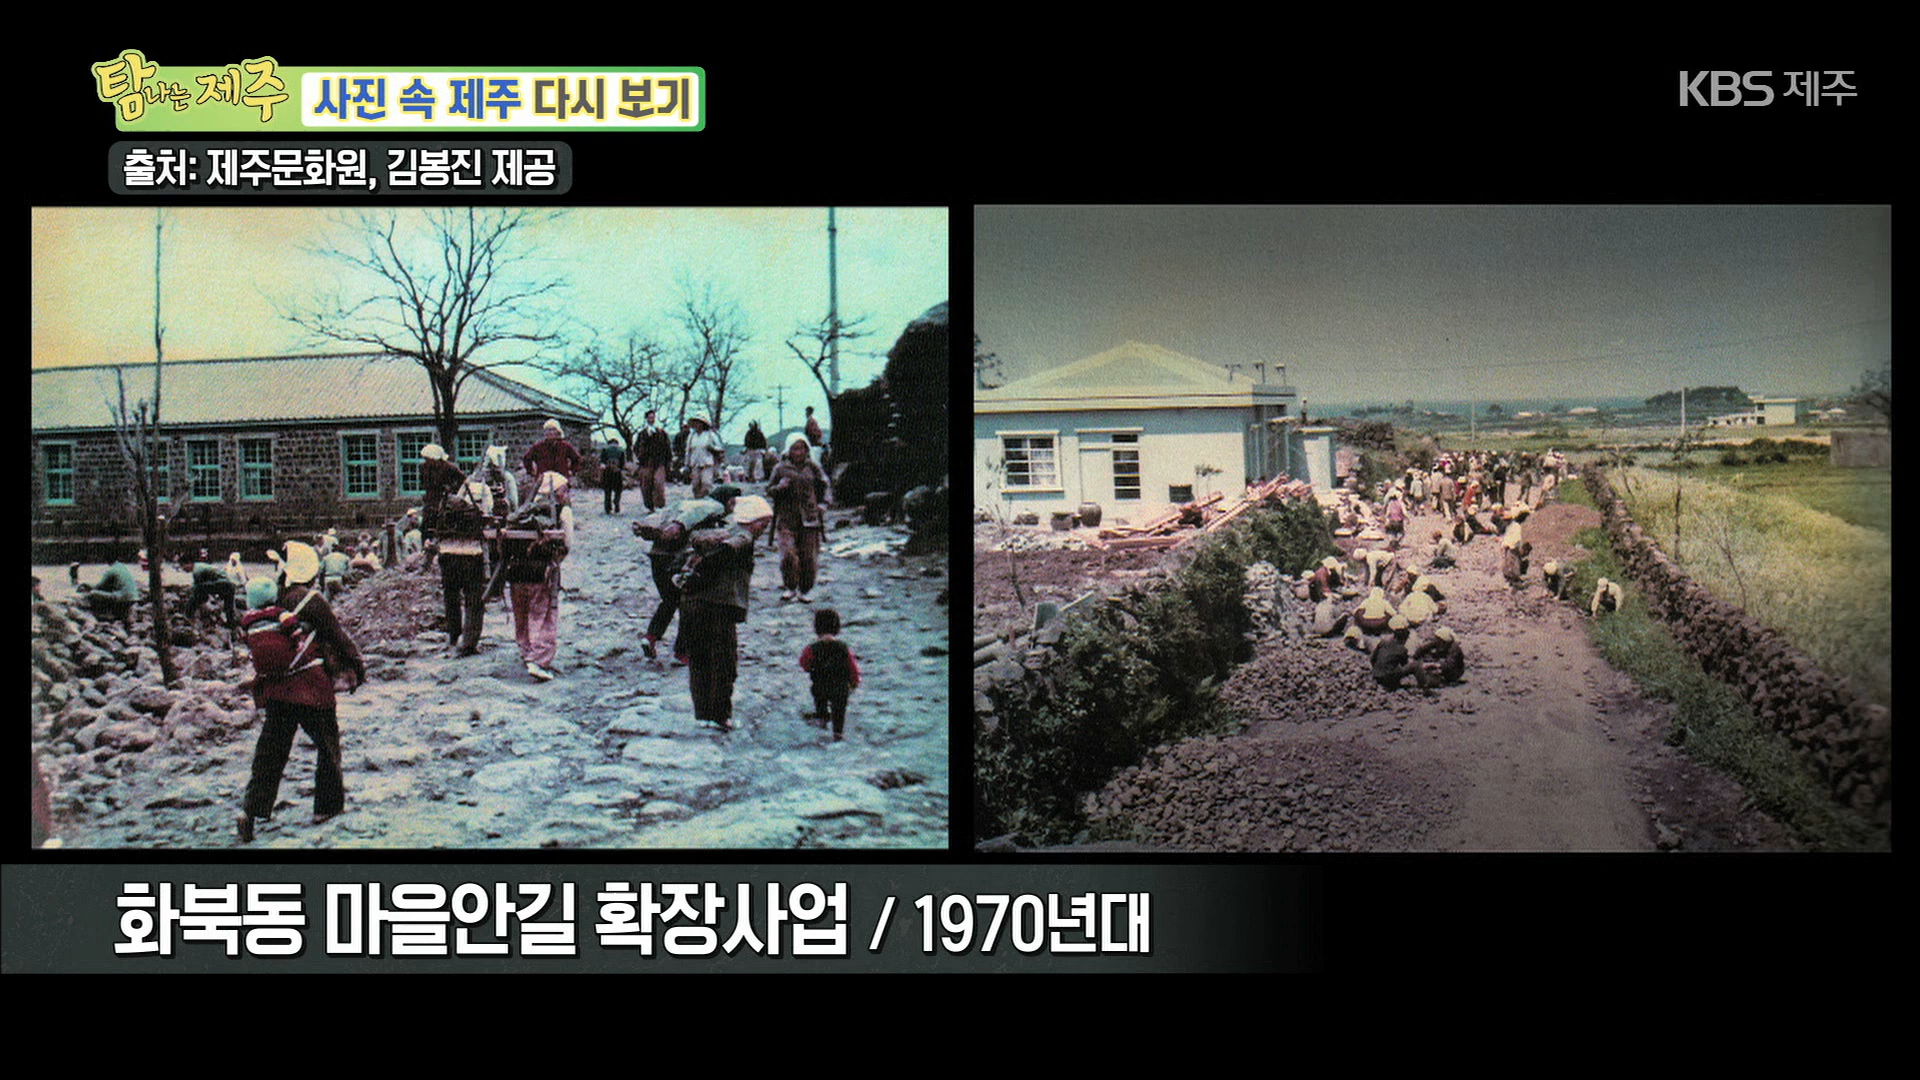 탐나는 제주 사진 속 제주 다시 보기
KBS 제주
출처: 제주문화원, 김봉진 제공
화북동 마을안길 확장사업 / 1970년대